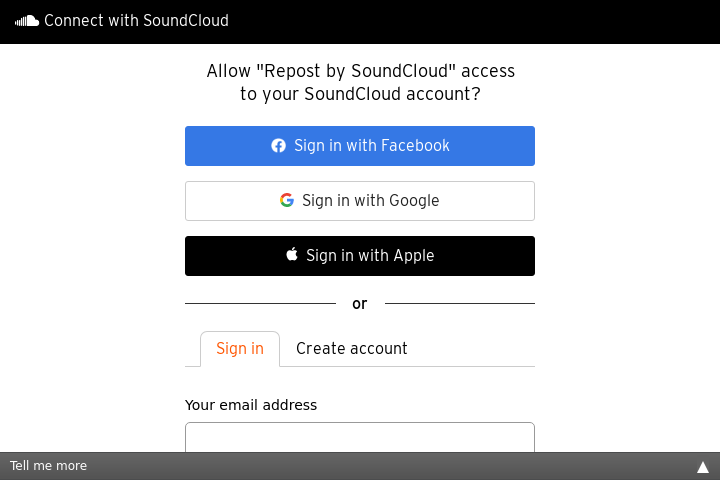 Connect with SoundCloud
Allow "Repost by SoundCloud" access
to your SoundCloud account?
Sign in with Facebook
Sign in with Google
Sign in with Apple
or
Sign in
Create account
Your email address
Tell me more